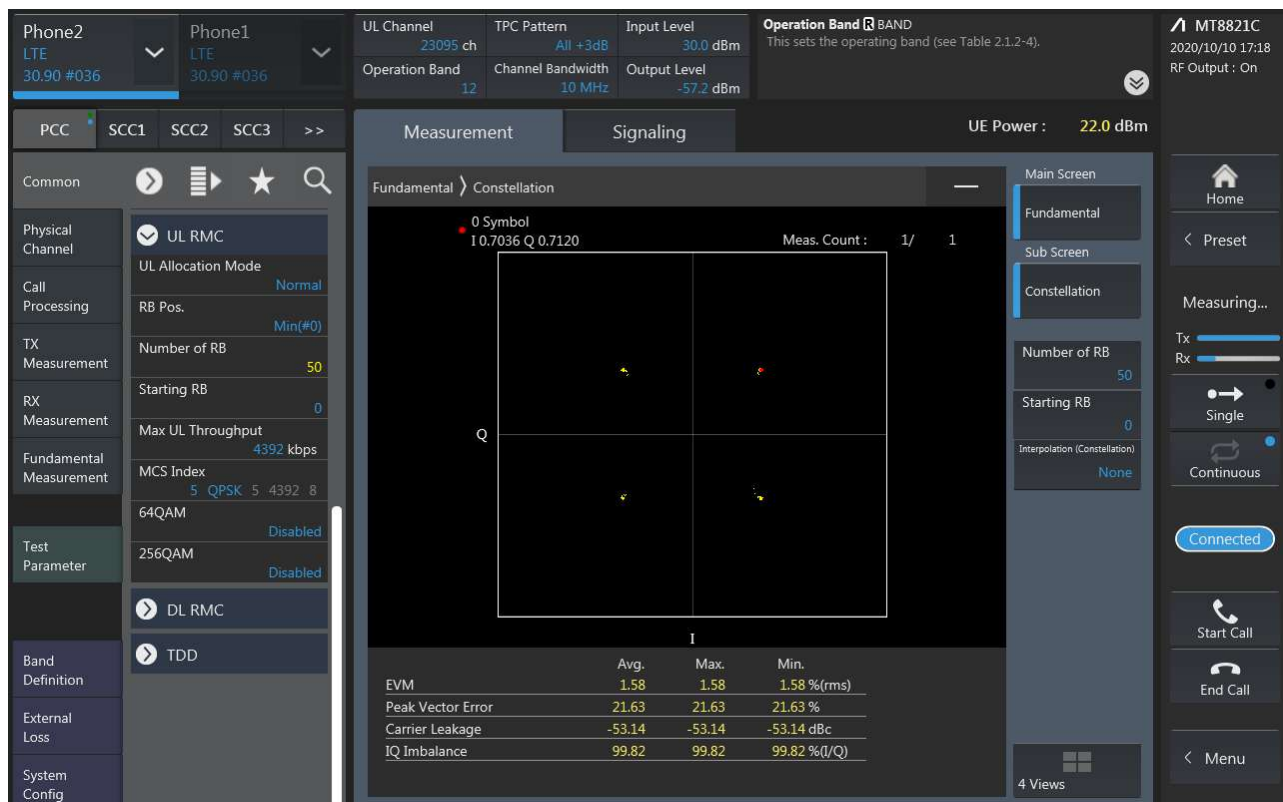 Phone2
LTE
30.90 #036
Phone1
LTE
30.90 #036
UL Channel
23095 ch
TPC Pattern
All +3dB
Input Level
30.0 dBm
Operation Band
12
Channel Bandwidth
10 MHz
Output Level
-57.2 dBm
Operation Band R BAND
This sets the operating band (see Table 2.1.2-4).
MT8821C
2020/10/10 17:18
RF Output : On
PCC SCC1 SCC2 SCC3 >>
Measurement
Signaling
UE Power : 22.0 dBm
Common
Physical
Channel
Call
Processing
TX
Measurement
RX
Measurement
Fundamental
Measurement
Test
Parameter
Band
Definition
External
Loss
System
Config
UL RMC
UL Allocation Mode
Normal
RB Pos.
Min(#0)
Number of RB
50
Starting RB
0
Max UL Throughput
4392 kbps
MCS Index
5 QPSK 5 4392 8
64QAM
Disabled
256QAM
Disabled
DL RMC
TDD
Fundamental 〉 Constellation
0 Symbol
I 0.7036 Q 0.7120
Meas. Count : 1/ 1
Q
I
Avg. Max. Min.
EVM 1.58 1.58 1.58 %(rms)
Peak Vector Error 21.63 21.63 21.63 %
Carrier Leakage -53.14 -53.14 -53.14 dBc
IQ Imbalance 99.82 99.82 99.82 %(I/Q)
Main Screen
Fundamental
Sub Screen
Constellation
Number of RB
50
Starting RB
0
Interpolation (Constellation)
None
4 Views
Home
< Preset
Measuring...
Tx
Rx
Single
Continuous
Connected
Start Call
End Call
< Menu